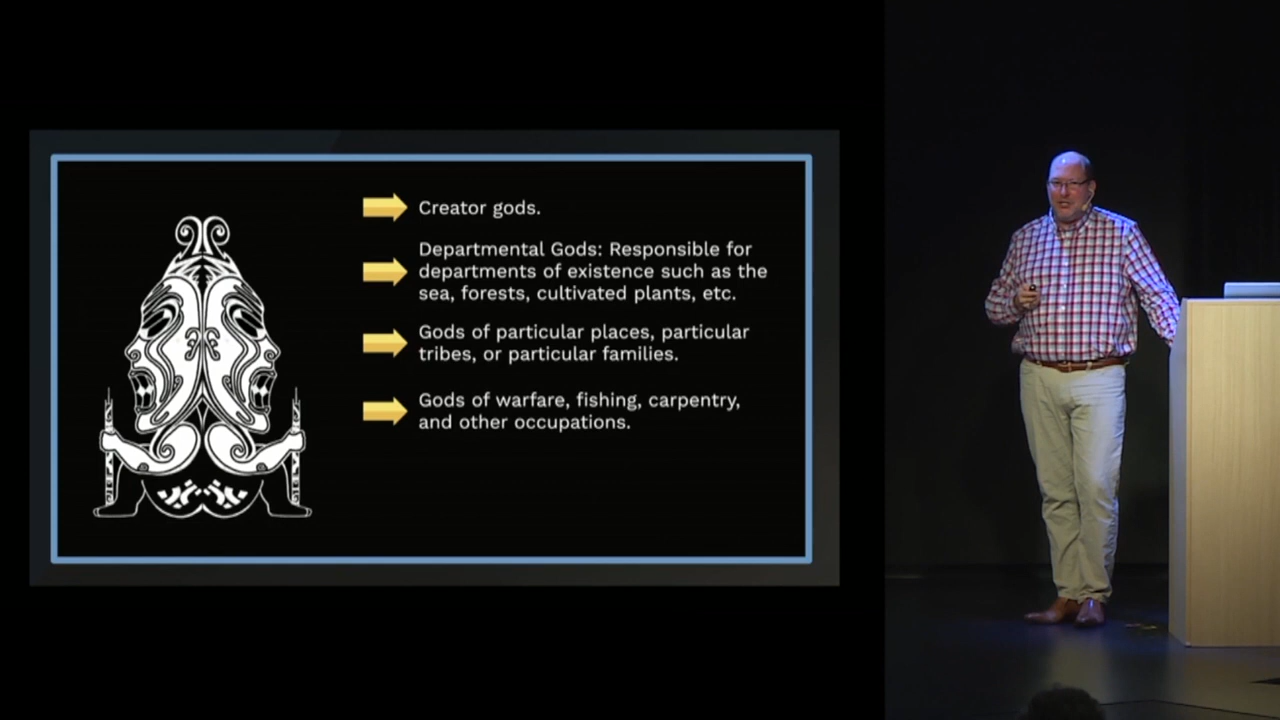 Creator gods.
Departmental Gods: Responsible for
departments of existence such as the
sea, forests, cultivated plants, etc.
Gods of particular places, particular
tribes, or particular families.
Gods of warfare, fishing, carpentry,
and other occupations.